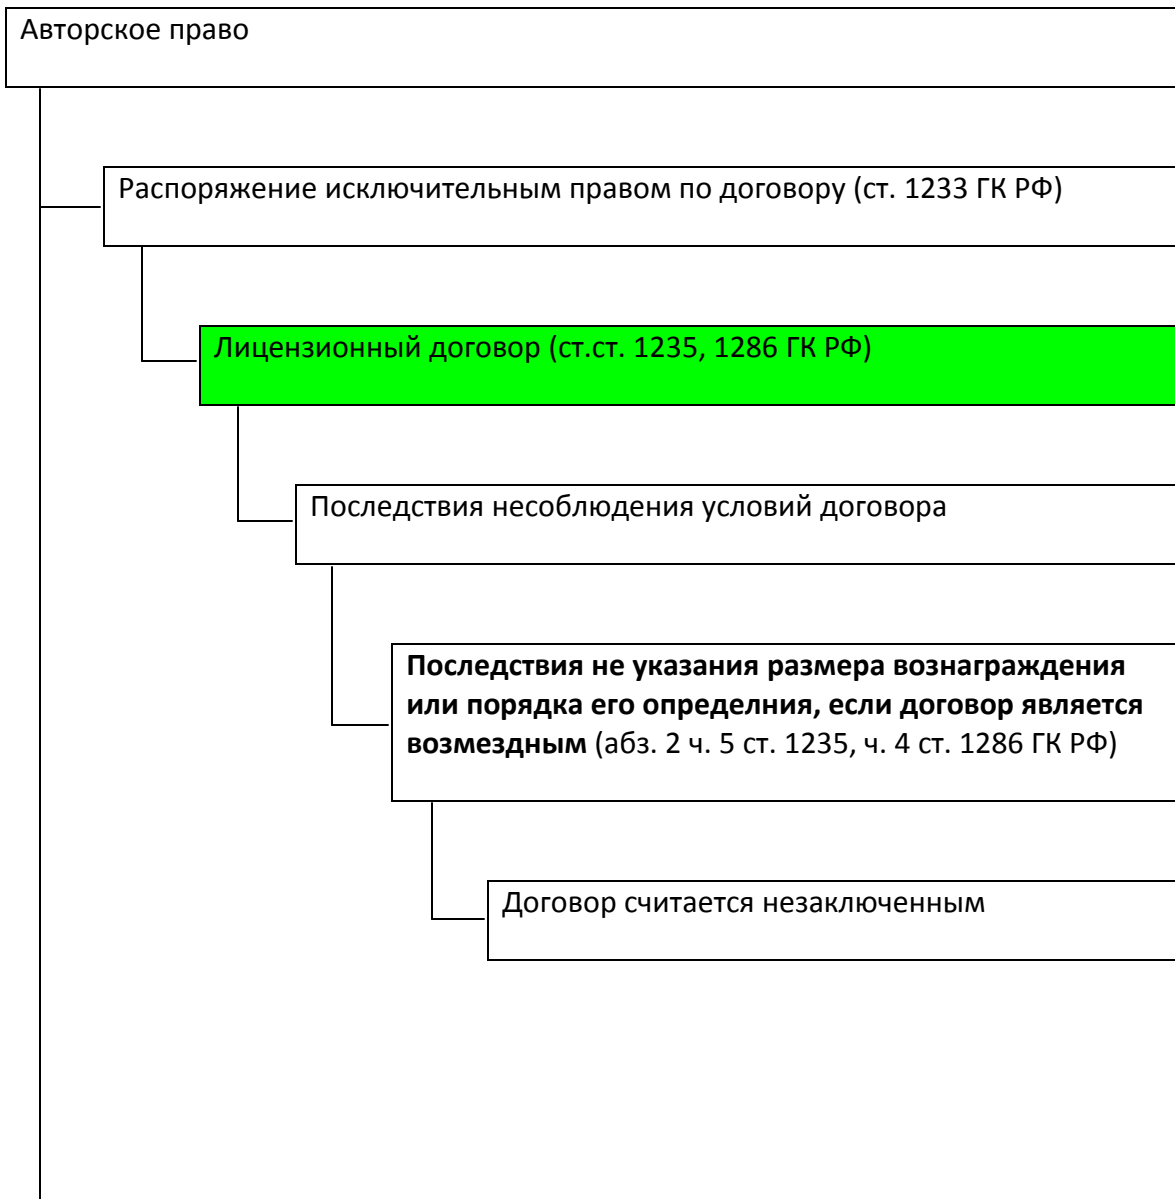 Авторское право
Распоряжение исключительным правом по договору (ст. 1233 ГК РФ)
Лицензионный договор (ст.ст. 1235, 1286 ГК РФ)
Последствия несоблюдения условий договора
Последствия не указания размера вознаграждения
или порядка его определния, если договор является
возмездным (абз. 2 ч. 5 ст. 1235, ч. 4 ст. 1286 ГК РФ)
Договор считается незаключенным